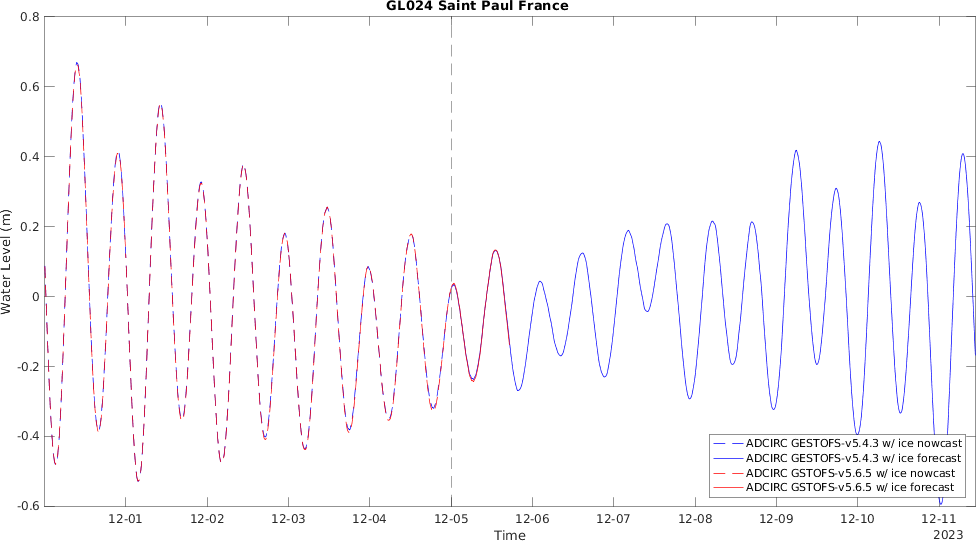 GL024 Saint Paul France
Water Level (m)
0.8
0.6
0.4
0.2
0
-0.2
-0.4
-0.6
12-01 12-02 12-03 12-04 12-05 12-06 12-07 12-08 12-09 12-10 12-11
2023
Time
ADCIRC GESTOFS-v5.4.3 w/ ice nowcast
ADCIRC GESTOFS-v5.4.3 w/ ice forecast
ADCIRC GSTOFS-v5.6.5 w/ ice nowcast
ADCIRC GSTOFS-v5.6.5 w/ ice forecast